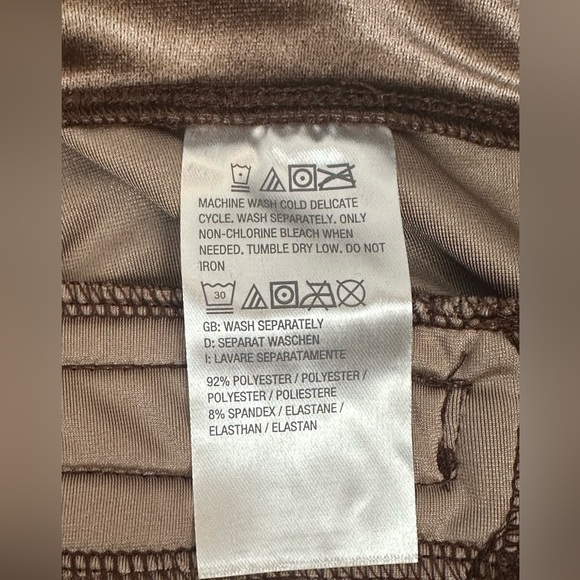 MACHINE WASH COLD DELICATE
CYCLE. WASH SEPARATELY. ONLY
NON-CHLORINE BLEACH WHEN
NEEDED. TUMBLE DRY LOW. DO NOT
IRON
30
GB: WASH SEPARATELY
D: SEPARAT WASCHEN
I: LAVARE SEPARATAMENTE
92% POLYESTER / POLYESTER /
POLYESTER / POLIESTERE
8% SPANDEX / ELASTANE /
ELASTHAN / ELASTAN